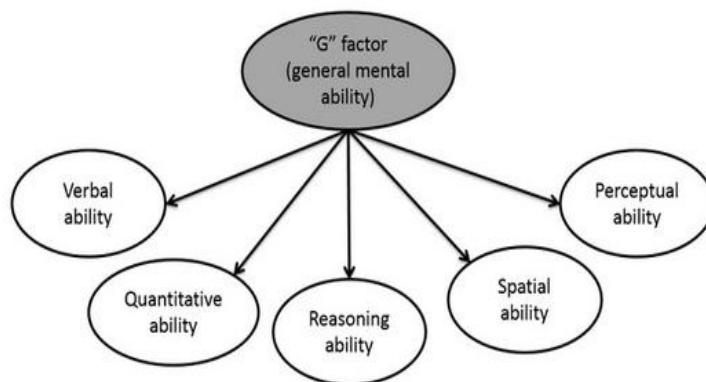 “G” factor
(general mental
ability)
Verbal
ability
Quantitative
ability
Reasoning
ability
Spatial
ability
Perceptual
ability